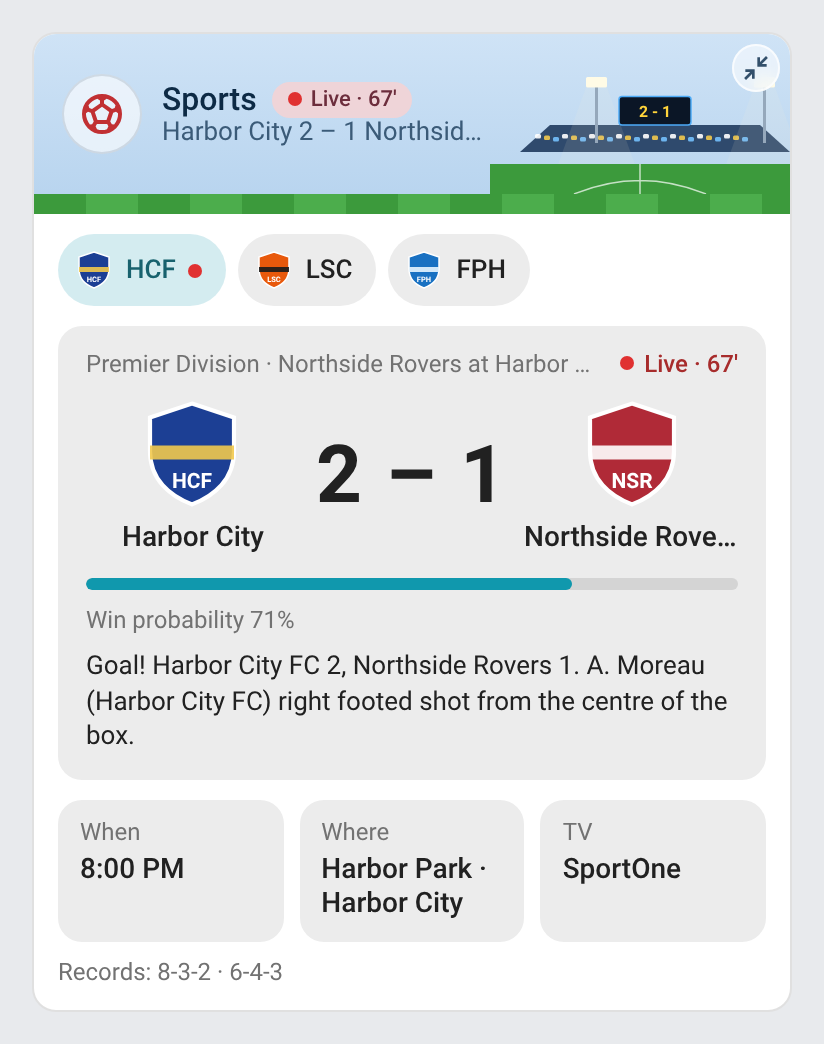 Sports
Live · 67'
Harbor City 2 – 1 Northsid...
2 - 1
HCF
HCF
LSC
LSC
FPH
FPH
Premier Division · Northside Rovers at Harbor ...
Live · 67'
HCF
2 – 1
NSR
Harbor City
Northside Rove...
Win probability 71%
Goal! Harbor City FC 2, Northside Rovers 1. A. Moreau
(Harbor City FC) right footed shot from the centre of the
box.
When
8:00 PM
Where
Harbor Park ·
Harbor City
TV
SportOne
Records: 8-3-2 · 6-4-3